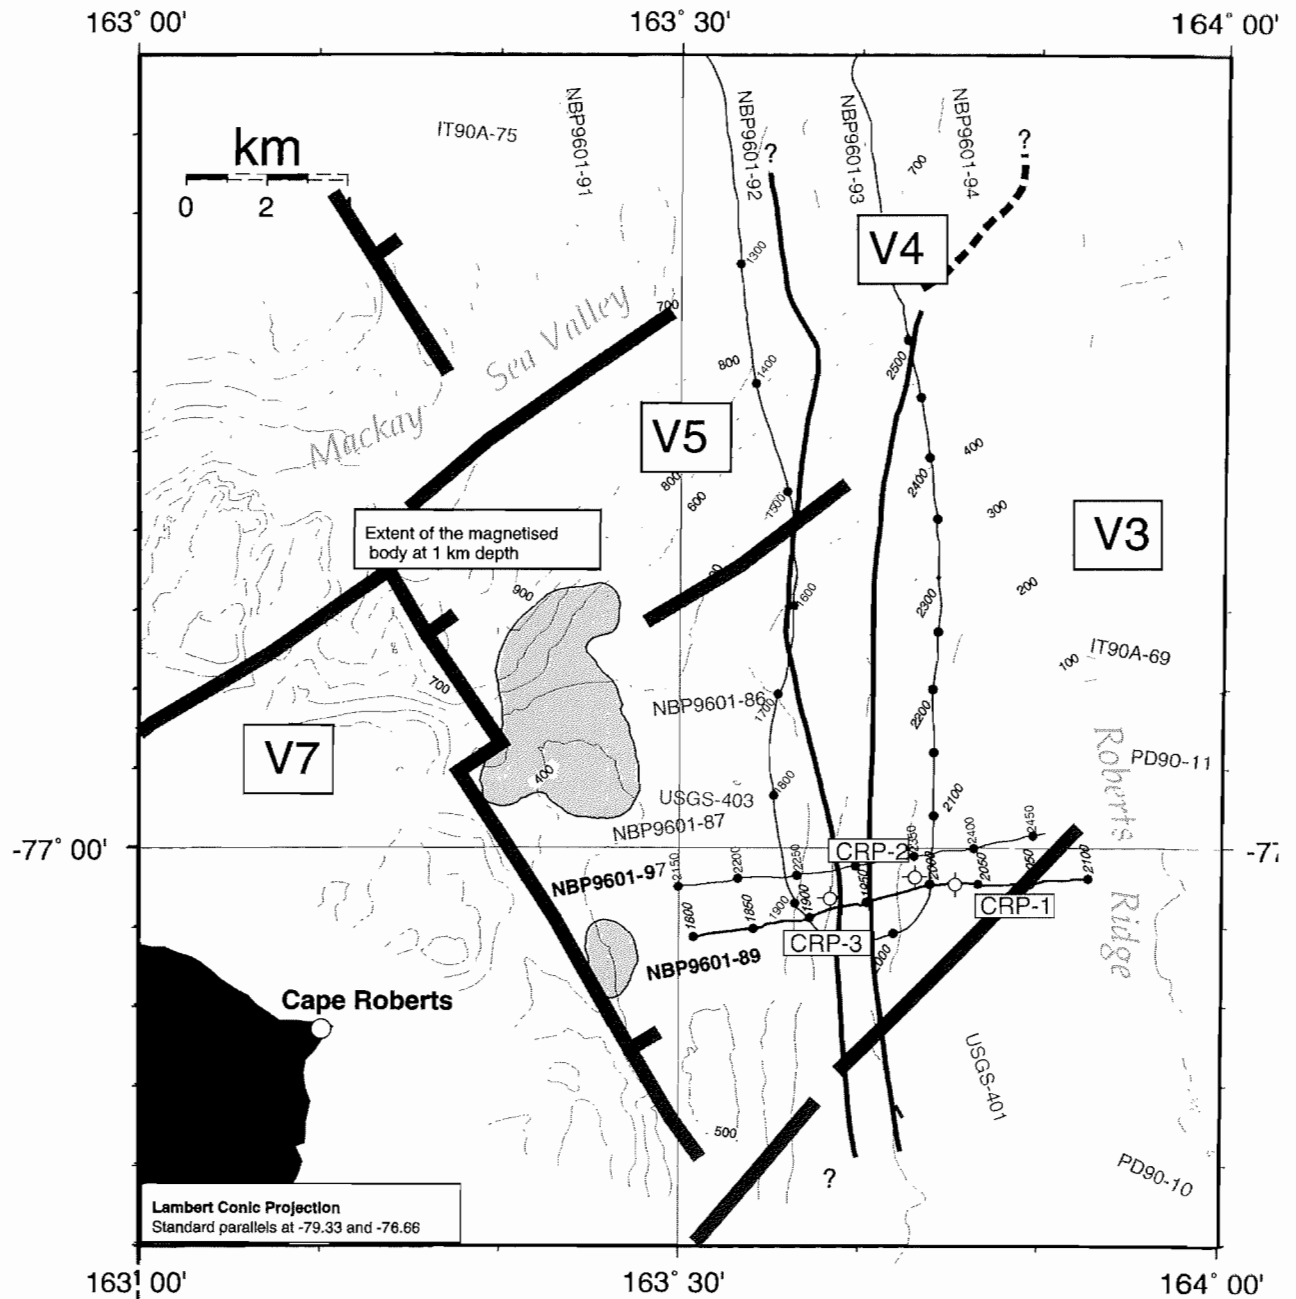 163° 00'
163° 30'
164° 00'
km
0
2
IT90A-75
NBP9601-91
NBP9601-92
NBP9601-93
NBP9601-94
?
?
700
V4
1300
Mackay Sea Valley
700
800
1400
2500
V5
400
800
600
1500
2400
300
V3
Extent of the magnetised
body at 1 km depth
900
1600
2300
200
IT90A-69
100
700
NBP9601-86
1700
2200
V7
Roberts Ridge
PD90-11
400
USGS-403
1800
2100
NBP9601-87
-77° 00'
-77
CRP-2
2400
2450
NBP9601-97
2150
2200
2250
1950
2000
2050
2100
1800
1850
1900
1900
CRP-1
CRP-3
NBP9601-89
Cape Roberts
USGS-401
500
?
PD90-10
Lambert Conic Projection
Standard parallels at -79.33 and -76.66
163° 00'
163° 30'
164° 00'